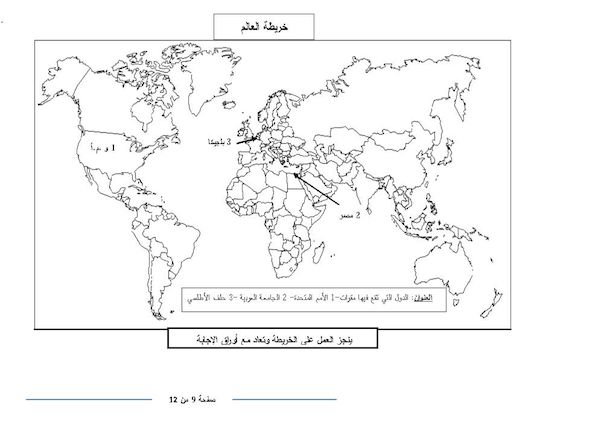 خريطة العالم
1 و م أ
3 بلجيكا
2 مصر
العنوان: الدول التي تقع فيها مقرات-1 الأمم المتحدة- 2 الجامعة العربية -3 حلف الأطلسي
ينجز العمل على الخريطة وتعاد مع أوراق الإجابة
صفحة 9 من 12